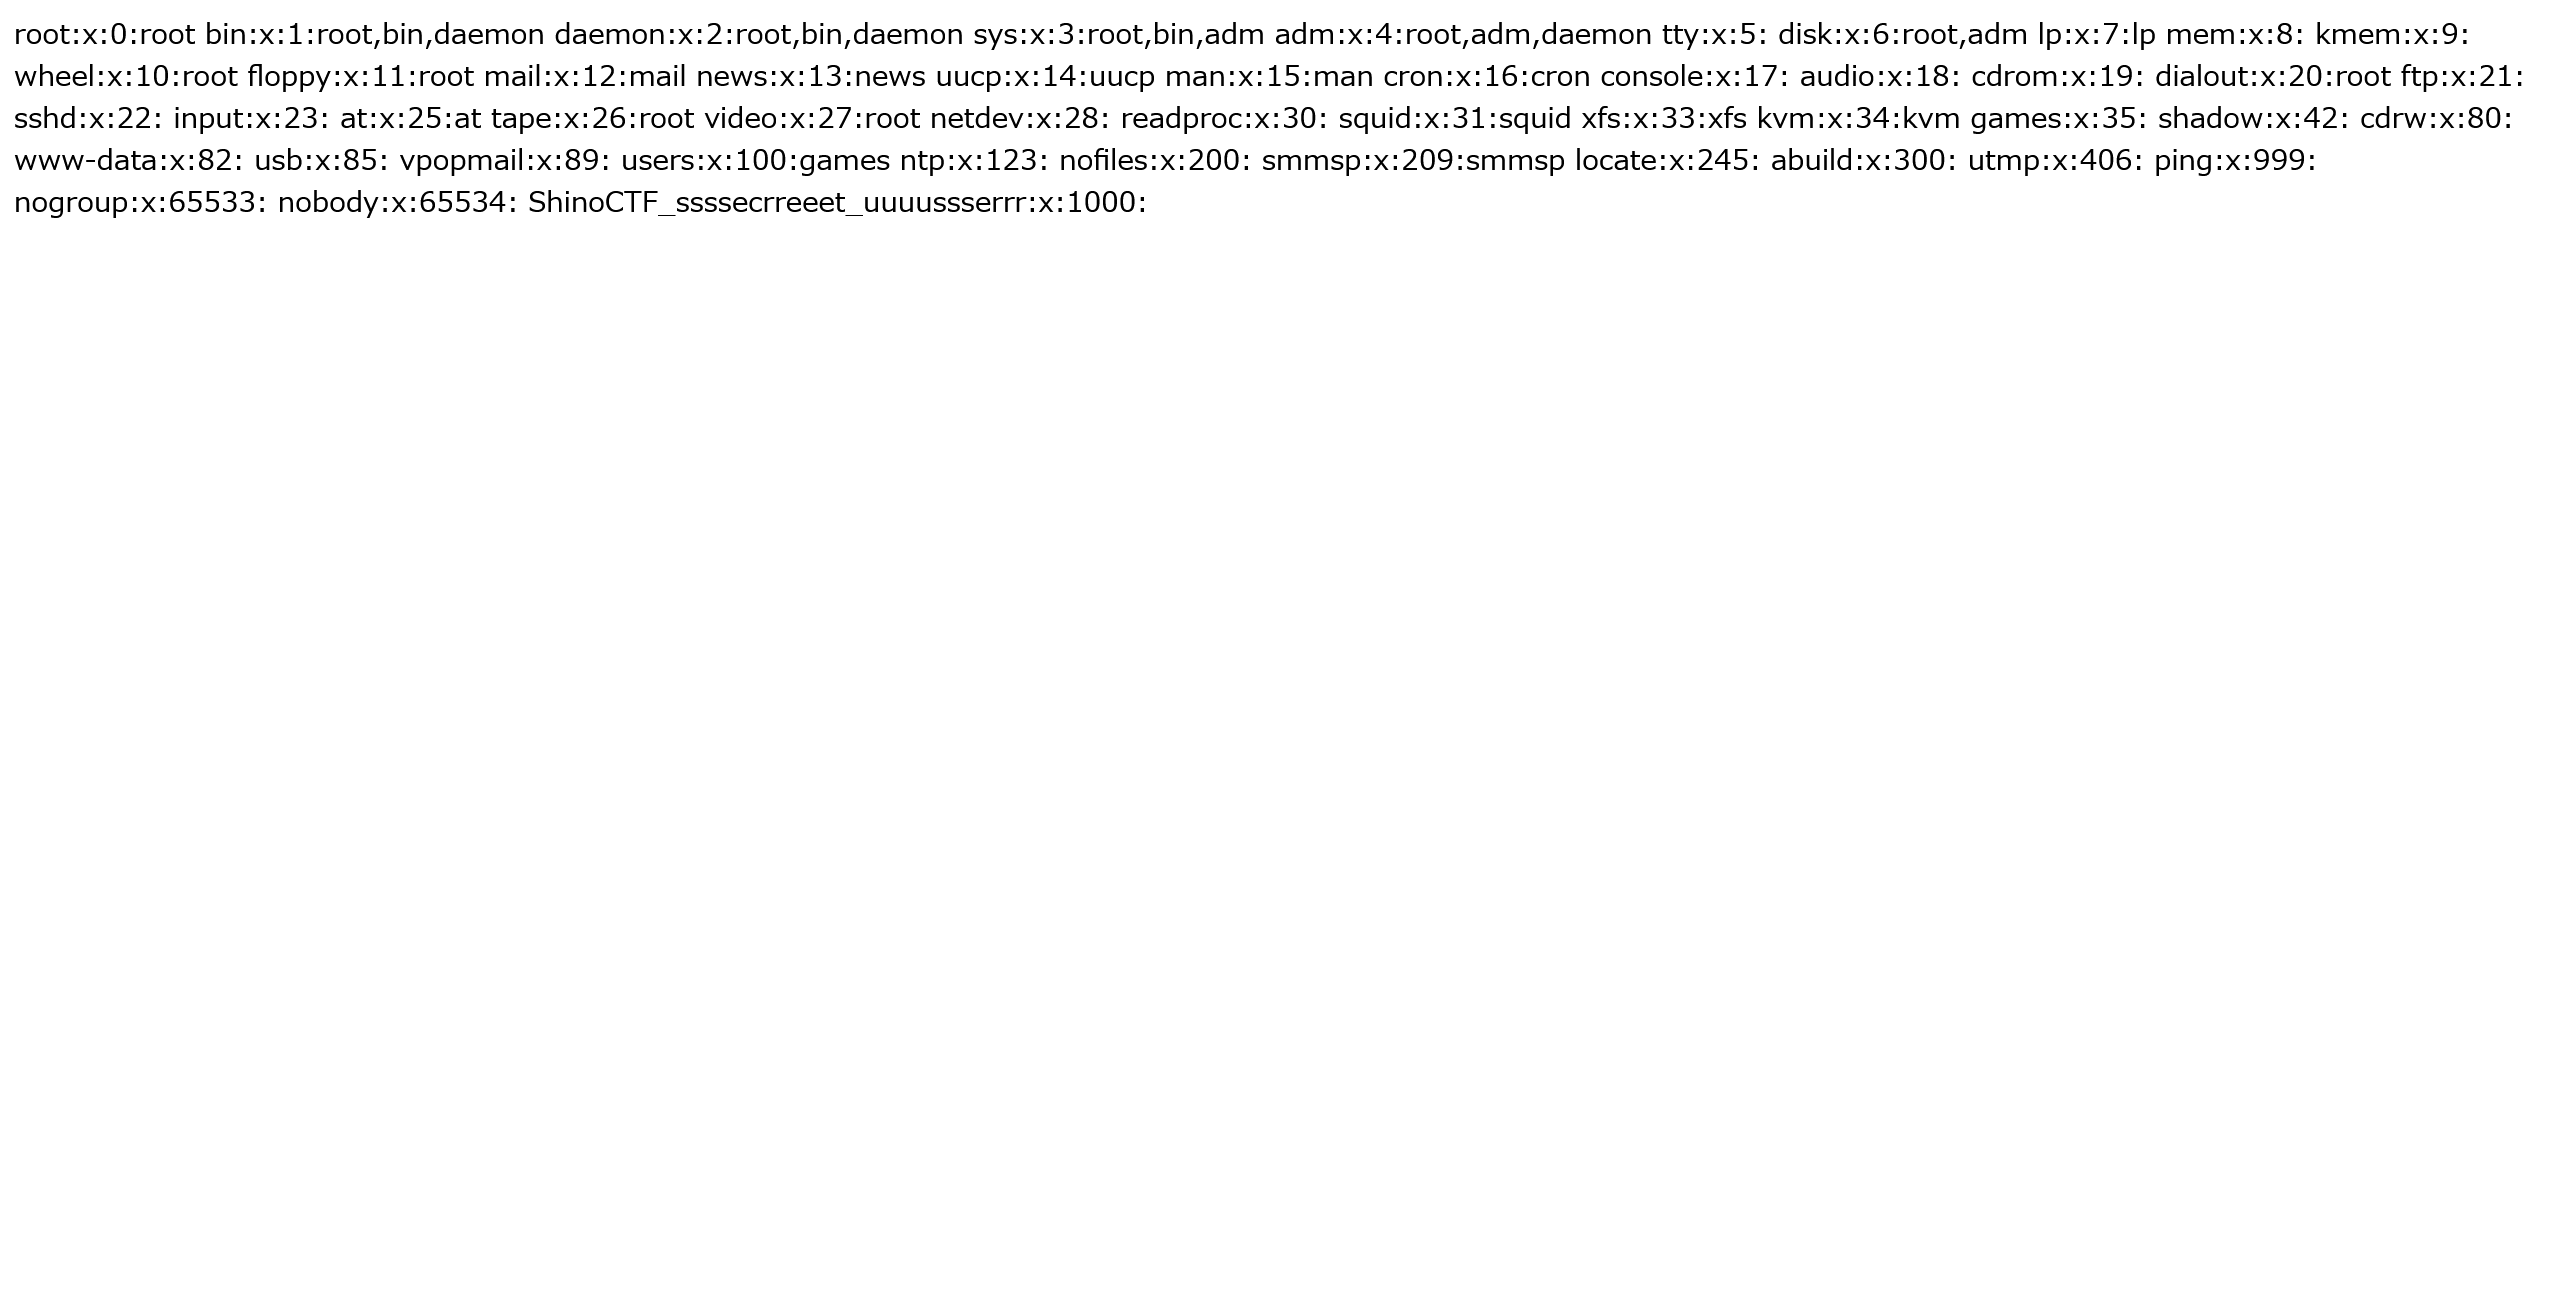 root:x:0:root bin:x:1:root,bin,daemon daemon:x:2:root,bin,daemon sys:x:3:root,bin,adm adm:x:4:root,adm,daemon tty:x:5: disk:x:6:root,adm lp:x:7:lp mem:x:8: kmem:x:9:
wheel:x:10:root floppy:x:11:root mail:x:12:mail news:x:13:news uucp:x:14:uucp man:x:15:man cron:x:16:cron console:x:17: audio:x:18: cdrom:x:19: dialout:x:20:root ftp:x:21:
sshd:x:22: input:x:23: at:x:25:at tape:x:26:root video:x:27:root netdev:x:28: readproc:x:30: squid:x:31:squid xfs:x:33:xfs kvm:x:34:kvm games:x:35: shadow:x:42: cdrw:x:80:
www-data:x:82: usb:x:85: vpopmail:x:89: users:x:100:games ntp:x:123: nofiles:x:200: smmsp:x:209:smmsp locate:x:245: abuild:x:300: utmp:x:406: ping:x:999:
nogroup:x:65533: nobody:x:65534: ShinoCTF_ssssecrreeet_uuuussserrr:x:1000: